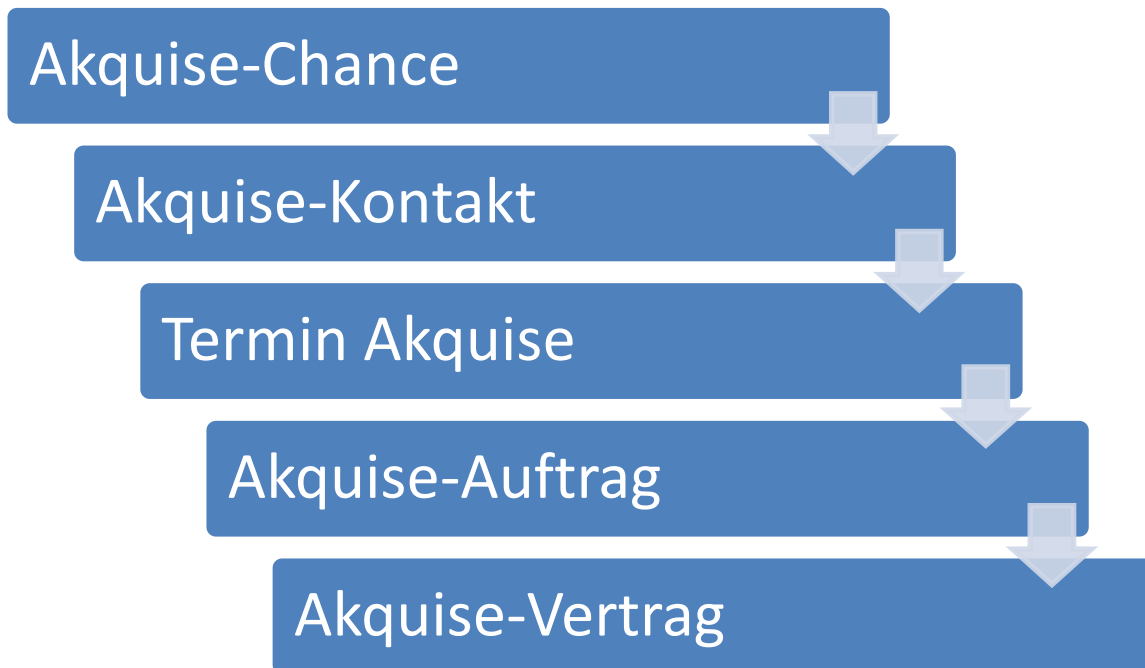 Akquise-Chance
Akquise-Kontakt
Termin Akquise
Akquise-Auftrag
Akquise-Vertrag